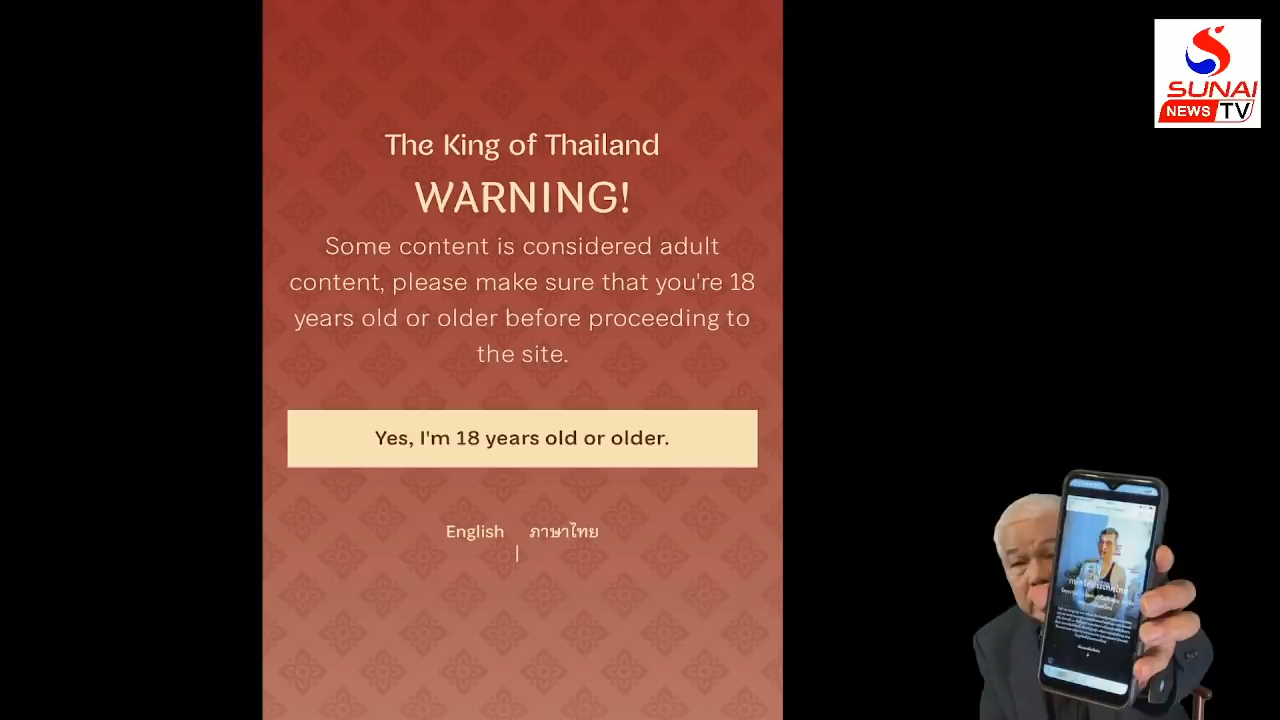 The King of Thailand
WARNING!
Some content is considered adult
content, please make sure that you're 18
years old or older before proceeding to
the site.
Yes, I'm 18 years old or older.
English ภาษาไทย
|
SUNAI
NEWS TV